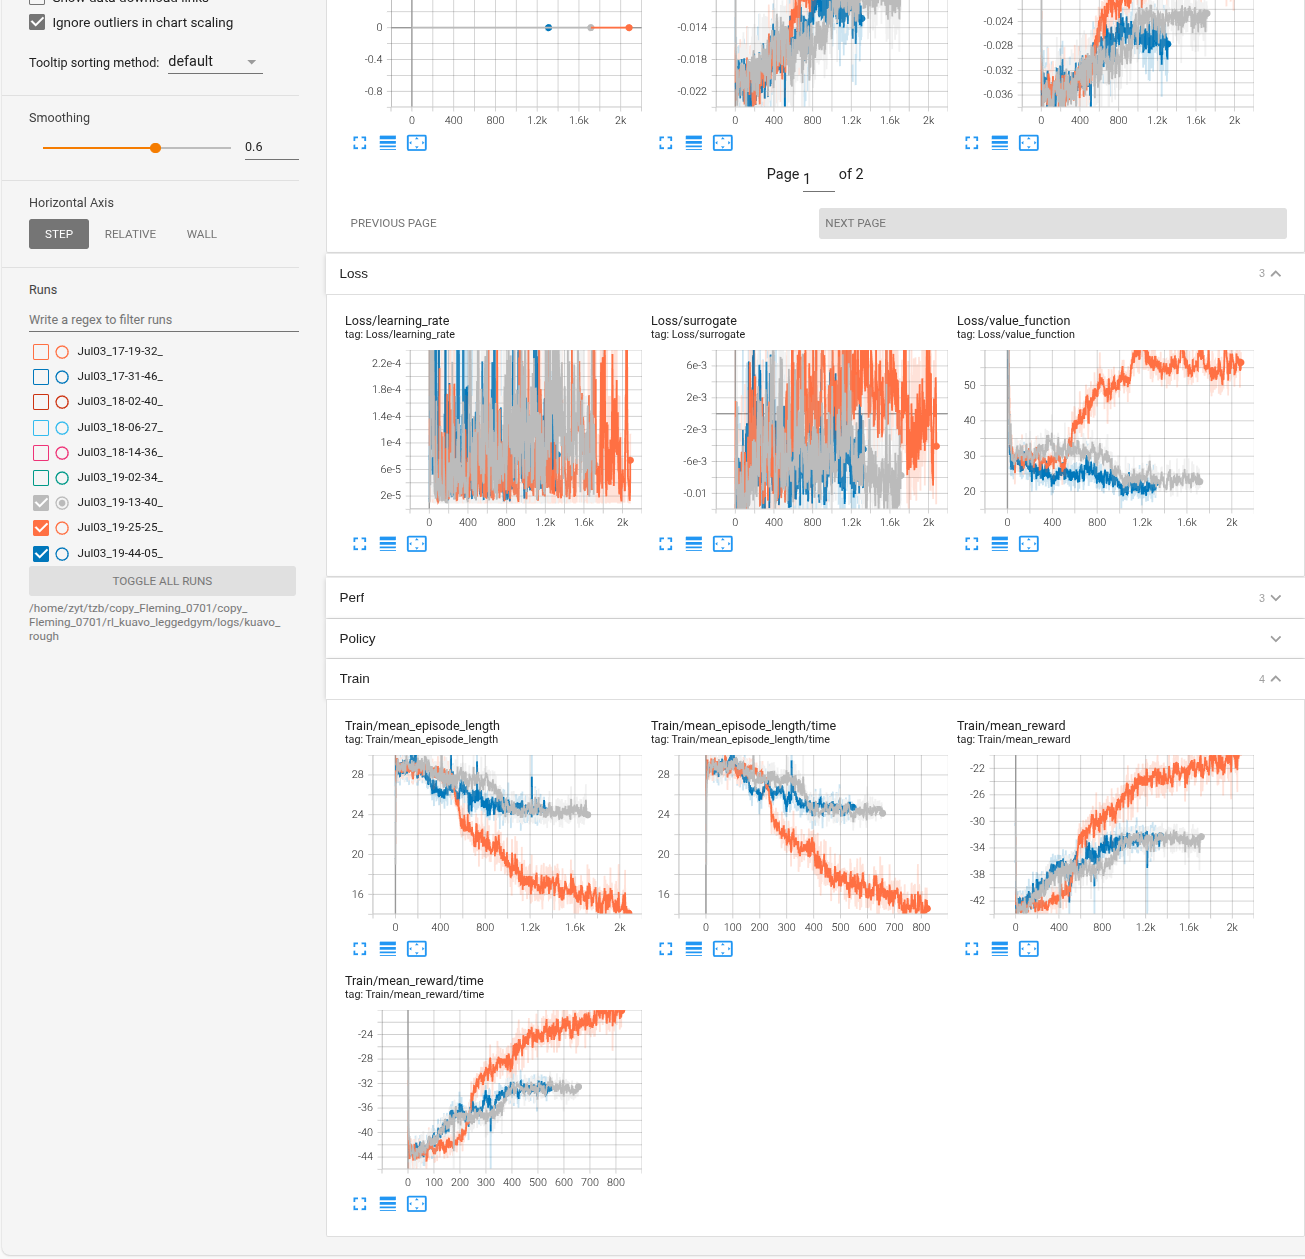 Show data download links
Ignore outliers in chart scaling
Tooltip sorting method: default
Smoothing
0.6
Horizontal Axis
STEP RELATIVE WALL
Runs
Write a regex to filter runs
Jul03_17-19-32_
Jul03_17-31-46_
Jul03_18-02-40_
Jul03_18-06-27_
Jul03_18-14-36_
Jul03_19-02-34_
Jul03_19-13-40_
Jul03_19-25-25_
Jul03_19-44-05_
TOGGLE ALL RUNS
/home/zyt/tzb/copy_Fleming_0701/copy_
Fleming_0701/rl_kuavo_leggedgym/logs/kuavo_
rough
0
-0.4
-0.8
0 400 800 1.2k 1.6k 2k
-0.014
-0.018
-0.022
0 400 800 1.2k 1.6k 2k
-0.024
-0.028
-0.032
-0.036
0 400 800 1.2k 1.6k 2k
Page 1 of 2
PREVIOUS PAGE
NEXT PAGE
Loss 3
Loss/learning_rate
tag: Loss/learning_rate
2.2e-4
1.8e-4
1.4e-4
1e-4
6e-5
2e-5
0 400 800 1.2k 1.6k 2k
Loss/surrogate
tag: Loss/surrogate
6e-3
2e-3
-2e-3
-6e-3
-0.01
0 400 800 1.2k 1.6k 2k
Loss/value_function
tag: Loss/value_function
50
40
30
20
0 400 800 1.2k 1.6k 2k
Perf 3
Policy
Train 4
Train/mean_episode_length
tag: Train/mean_episode_length
28
24
20
16
0 400 800 1.2k 1.6k 2k
Train/mean_episode_length/time
tag: Train/mean_episode_length/time
28
24
20
16
0 100 200 300 400 500 600 700 800
Train/mean_reward
tag: Train/mean_reward
-22
-26
-30
-34
-38
-42
0 400 800 1.2k 1.6k 2k
Train/mean_reward/time
tag: Train/mean_reward/time
-24
-28
-32
-36
-40
-44
0 100 200 300 400 500 600 700 800